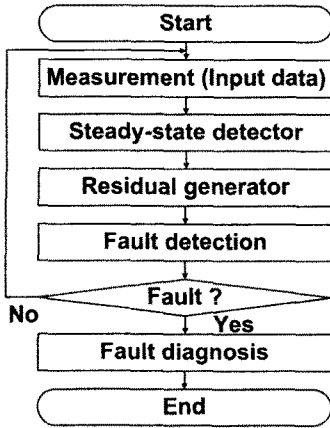 Start
Measurement (Input data)
Steady-state detector
Residual generator
Fault detection
Fault ?
No
Yes
Fault diagnosis
End